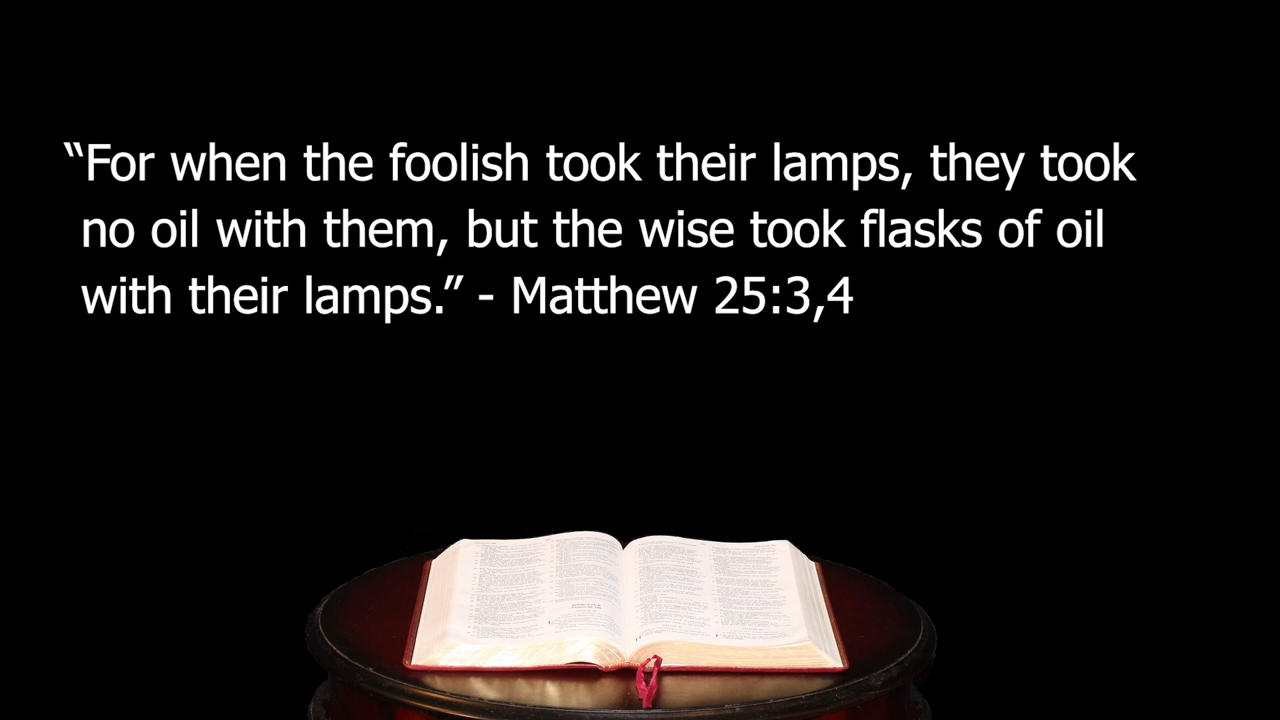 “For when the foolish took their lamps, they took
no oil with them, but the wise took flasks of oil
with their lamps.” - Matthew 25:3,4